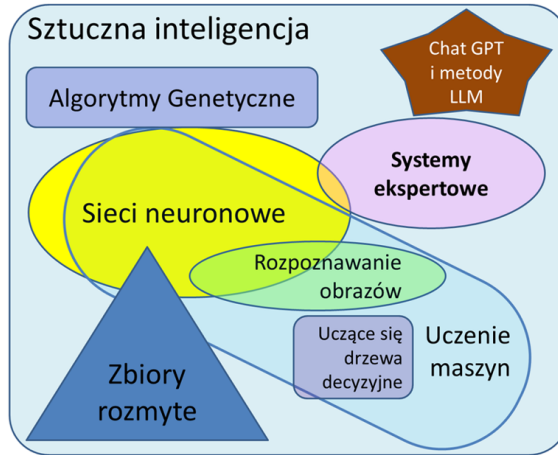 Sztuczna inteligencja
Chat GPT
i metody
LLM
Algorytmy Genetyczne
Systemy
ekspertowe
Sieci neuronowe
Rozpoznawanie
obrazów
Uczące się
drzewa
decyzyjne
Uczenie
maszyn
Zbiory
rozmyte